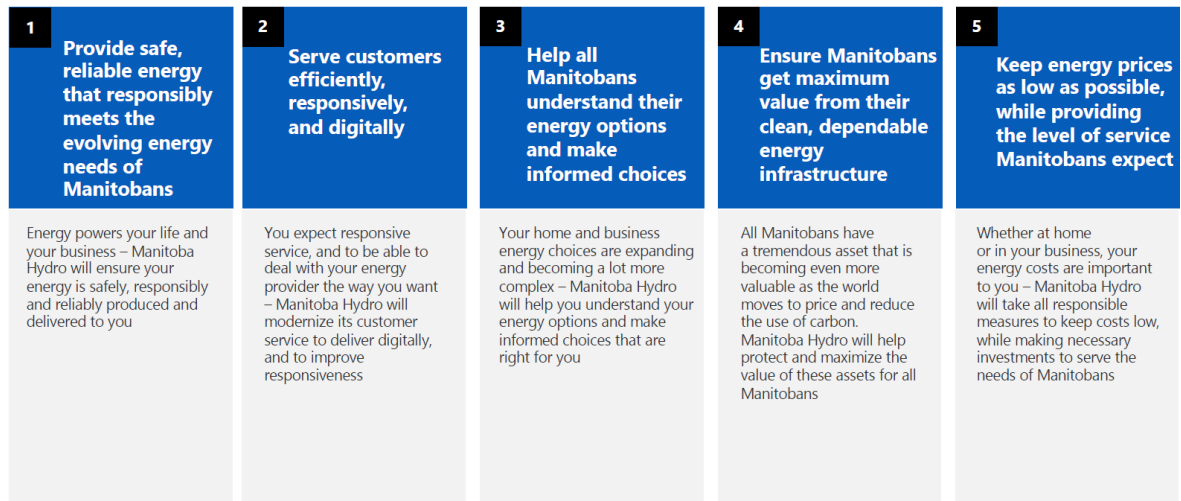 1
Provide safe,
reliable energy
that responsibly
meets the
evolving energy
needs of
Manitobans
Energy powers your life and
your business – Manitoba
Hydro will ensure your
energy is safely, responsibly
and reliably produced and
delivered to you
2
Serve customers
efficiently,
responsively,
and digitally
You expect responsive
service, and to be able to
deal with your energy
provider the way you want
– Manitoba Hydro will
modernize its customer
service to deliver digitally,
and to improve
responsiveness
3
Help all
Manitobans
understand their
energy options
and make
informed choices
Your home and business
energy choices are expanding
and becoming a lot more
complex – Manitoba Hydro
will help you understand your
energy options and make
informed choices that are
right for you
4
Ensure Manitobans
get maximum
value from their
clean, dependable
energy
infrastructure
All Manitobans have
a tremendous asset that is
becoming even more
valuable as the world
moves to price and reduce
the use of carbon.
Manitoba Hydro will help
protect and maximize the
value of these assets for all
Manitobans
5
Keep energy prices
as low as possible,
while providing
the level of service
Manitobans expect
Whether at home
or in your business, your
energy costs are important
to you – Manitoba Hydro
will take all responsible
measures to keep costs low,
while making necessary
investments to serve the
needs of Manitobans